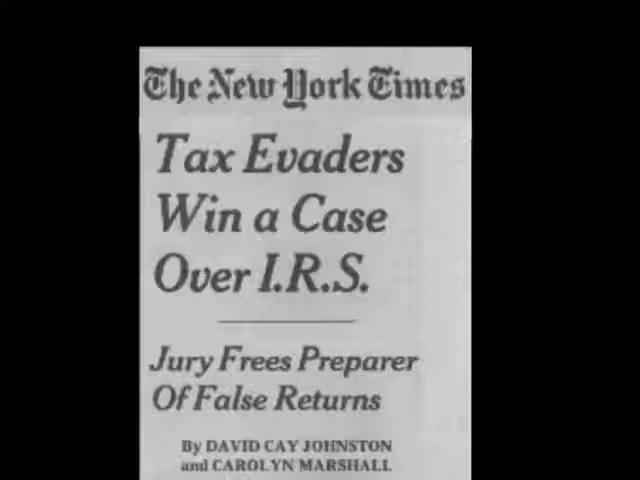 The New York Times
Tax Evaders
Win a Case
Over I.R.S.
Jury Frees Preparer
Of False Returns
By DAVID CAY JOHNSTON
and CAROLYN MARSHALL